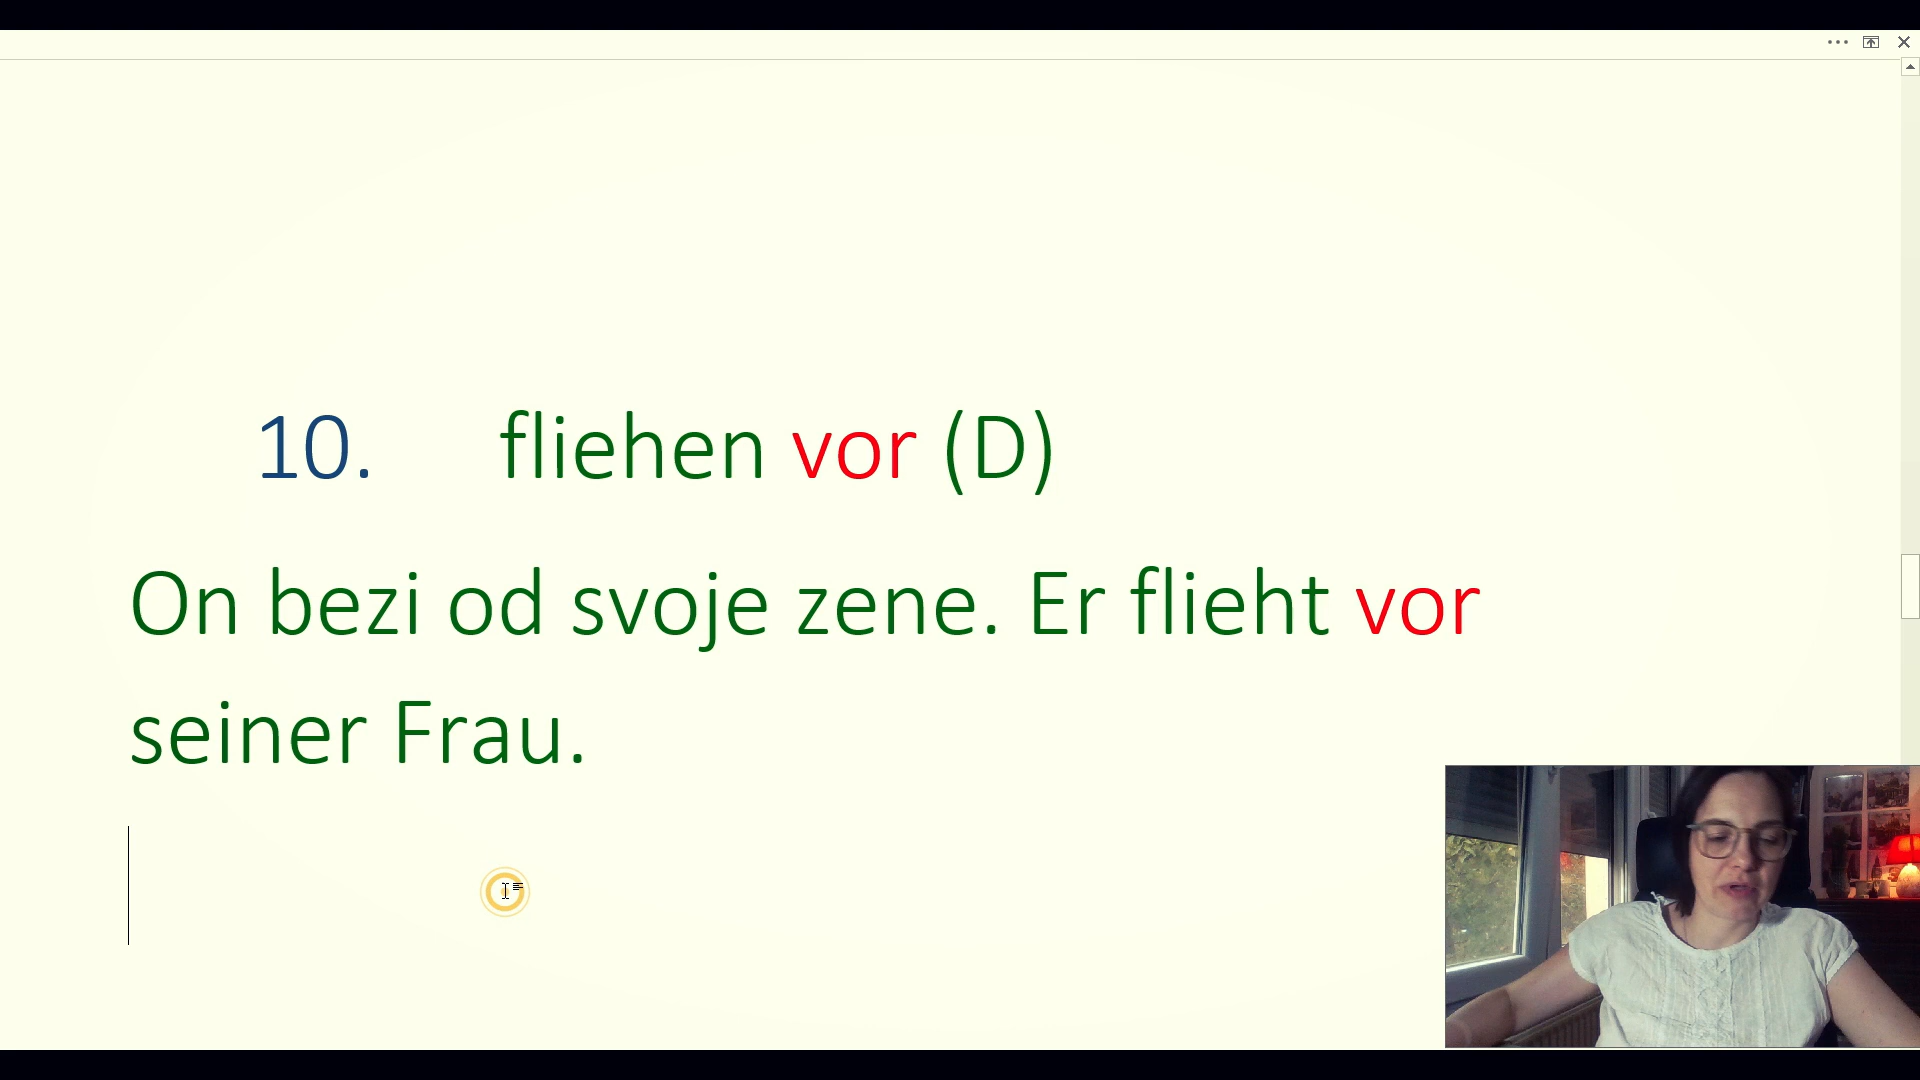 10. fliehen vor (D)
On bezi od svoje zene. Er flieht vor
seiner Frau.